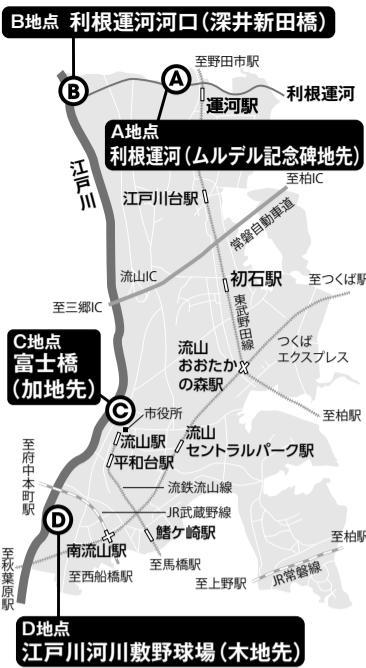 B地点 利根運河河口（深井新田橋）
至野田市駅
A
B
利根運河
運河駅
A地点
利根運河（ムルデル記念碑地先）
江戸川
至柏IC
江戸川台駅
常磐自動車道
流山IC
初石駅
至つくば駅
至三郷IC
東武野田線
つくば
エクスプレス
C地点
富士橋
（加地先）
流山
おおたか
の森駅
C
市役所
至柏駅
流山駅
流山
セントラルパーク駅
平和台駅
至府中本町駅
流鉄流山線
D
JR武蔵野線
鰭ケ崎駅
南流山駅
至柏駅
至秋葉原駅
至馬橋駅
至西船橋駅
至上野駅
JR常磐線
D地点
江戸川河川敷野球場（木地先）